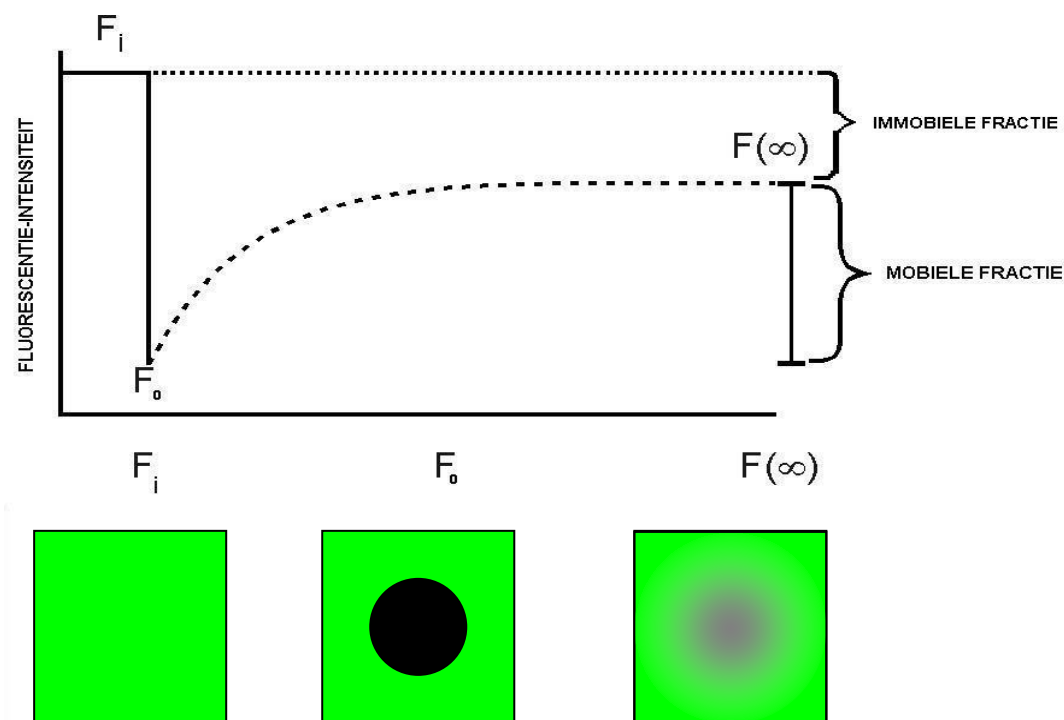 Fi
FLUORESCENTIE-INTENSITEIT
IMMOBIELE FRACTIE
F(∞)
MOBIELE FRACTIE
Fo
Fi
Fo
F(∞)